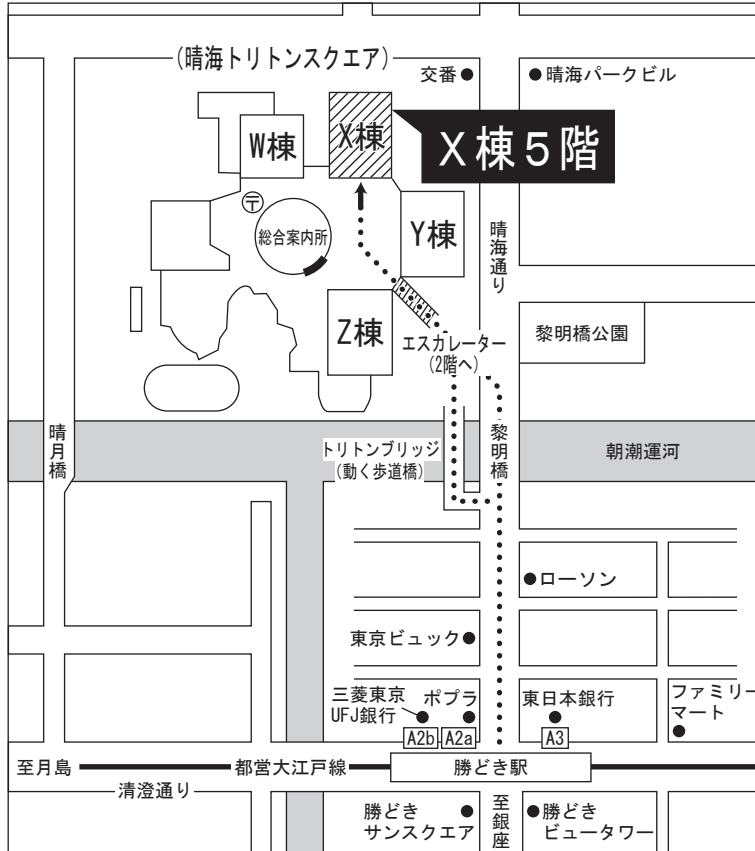 (晴海トリトンスクエア)
交番
晴海パークビル
W棟
X棟
X棟5階
〒
総合案内所
Y棟
晴海通り
Z棟
エスカレーター
(2階へ)
黎明橋公園
晴月橋
トリトンブリッジ
(動く歩道橋)
黎明橋
朝潮運河
ローソン
東京ビュック
三菱東京
UFJ銀行
ポプラ
東日本銀行
ファミリー
マート
A2b
A2a
A3
至月島
都営大江戸線
勝どき駅
清澄通り
勝どき
サンスクエア
至銀座
勝どき
ビュータワー